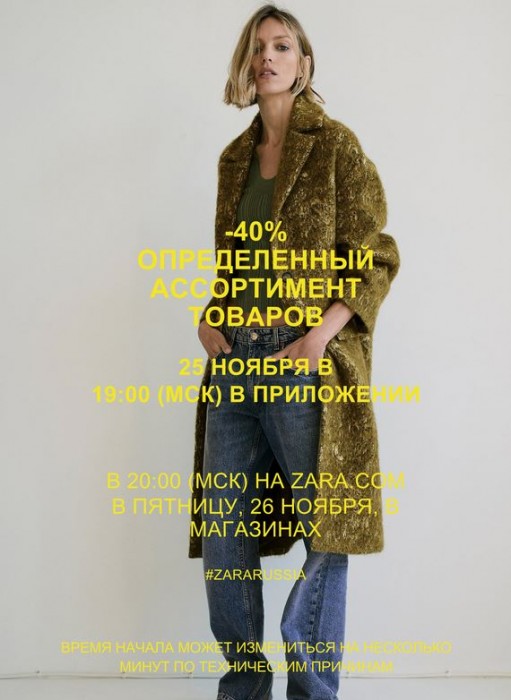 -40%
ОПРЕДЕЛЕННЫЙ
АССОРТИМЕНТ
ТОВАРОВ
25 НОЯБРЯ В
19:00 (МСК) В ПРИЛОЖЕНИИ
В 20:00 (МСК) НА ZARA.COM
В ПЯТНИЦУ, 26 НОЯБРЯ, В
МАГАЗИНАХ
#ZARARUSSIA
ВРЕМЯ НАЧАЛА МОЖЕТ ИЗМЕНИТЬСЯ НА НЕСКОЛЬКО
МИНУТ ПО ТЕХНИЧЕСКИМ ПРИЧИНАМ